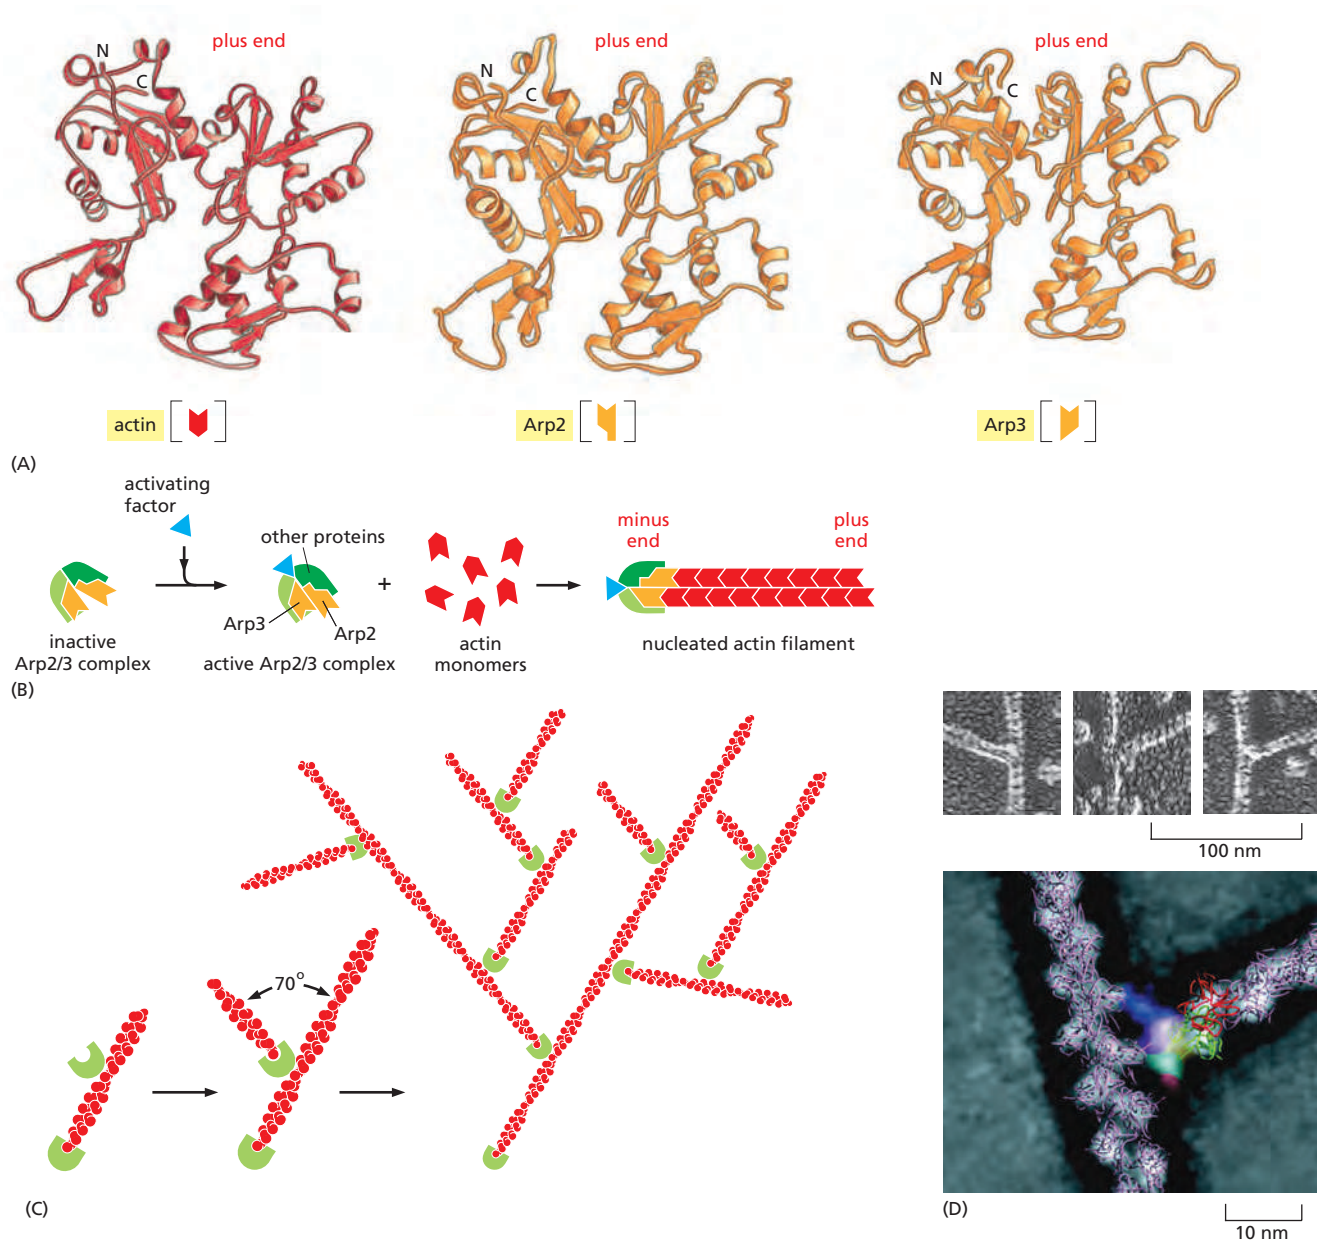 plus end
N
C
plus end
N
C
plus end
N
C
actin
Arp2
Arp3
(A)
activating
factor
other proteins
Arp3
Arp2
+
inactive
Arp2/3 complex
active Arp2/3 complex
actin
monomers
minus
end
plus
end
nucleated actin filament
(B)
70°
(C)
100 nm
(D)
10 nm